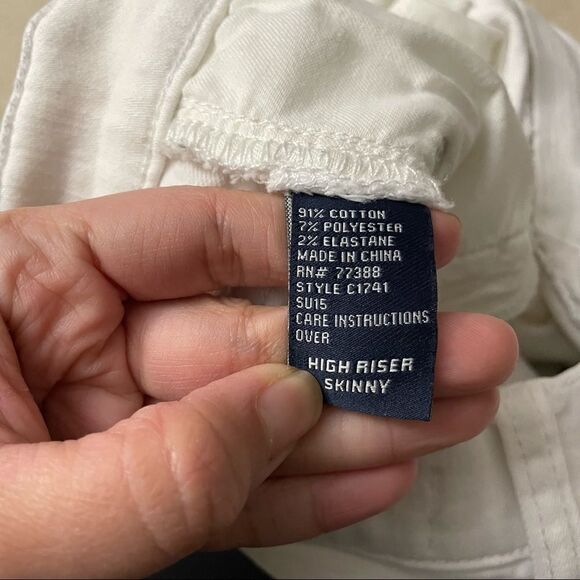 91% COTTON
7% POLYESTER
2% ELASTANE
MADE IN CHINA
RN# 77388
STYLE C1741
SU15
CARE INSTRUCTIONS
OVER
HIGH RISER
SKINNY